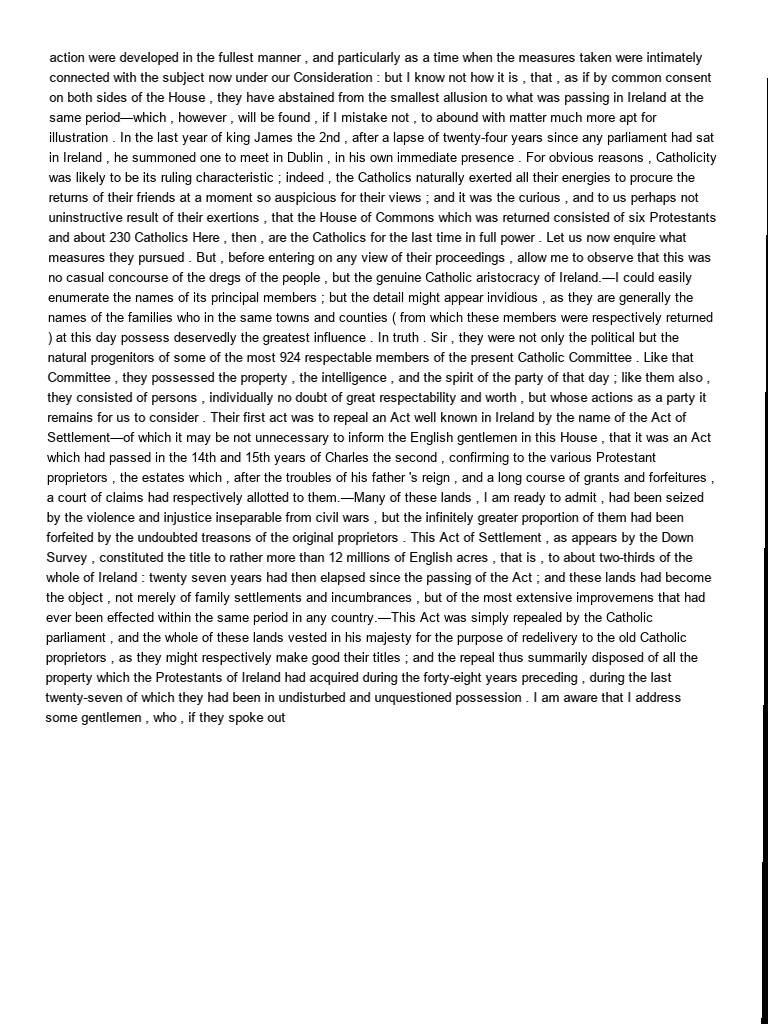 action were developed in the fullest manner , and particularly as a time when the measures taken were intimately
connected with the subject now under our Consideration : but I know not how it is , that , as if by common consent
on both sides of the House , they have abstained from the smallest allusion to what was passing in Ireland at the
same period—which , however , will be found , if I mistake not , to abound with matter much more apt for
illustration . In the last year of king James the 2nd , after a lapse of twenty-four years since any parliament had sat
in Ireland , he summoned one to meet in Dublin , in his own immediate presence . For obvious reasons , Catholicity
was likely to be its ruling characteristic ; indeed , the Catholics naturally exerted all their energies to procure the
returns of their friends at a moment so auspicious for their views ; and it was the curious , and to us perhaps not
uninstructive result of their exertions , that the House of Commons which was returned consisted of six Protestants
and about 230 Catholics Here , then , are the Catholics for the last time in full power . Let us now enquire what
measures they pursued . But , before entering on any view of their proceedings , allow me to observe that this was
no casual concourse of the dregs of the people , but the genuine Catholic aristocracy of Ireland.—I could easily
enumerate the names of its principal members ; but the detail might appear invidious , as they are generally the
names of the families who in the same towns and counties ( from which these members were respectively returned
) at this day possess deservedly the greatest influence . In truth . Sir , they were not only the political but the
natural progenitors of some of the most 924 respectable members of the present Catholic Committee . Like that
Committee , they possessed the property , the intelligence , and the spirit of the party of that day ; like them also ,
they consisted of persons , individually no doubt of great respectability and worth , but whose actions as a party it
remains for us to consider . Their first act was to repeal an Act well known in Ireland by the name of the Act of
Settlement—of which it may be not unnecessary to inform the English gentlemen in this House , that it was an Act
which had passed in the 14th and 15th years of Charles the second , confirming to the various Protestant
proprietors , the estates which , after the troubles of his father 's reign , and a long course of grants and forfeitures ,
a court of claims had respectively allotted to them.—Many of these lands , I am ready to admit , had been seized
by the violence and injustice inseparable from civil wars , but the infinitely greater proportion of them had been
forfeited by the undoubted treasons of the original proprietors . This Act of Settlement , as appears by the Down
Survey , constituted the title to rather more than 12 millions of English acres , that is , to about two-thirds of the
whole of Ireland : twenty seven years had then elapsed since the passing of the Act ; and these lands had become
the object , not merely of family settlements and incumbrances , but of the most extensive improvemens that had
ever been effected within the same period in any country.—This Act was simply repealed by the Catholic
parliament , and the whole of these lands vested in his majesty for the purpose of redelivery to the old Catholic
proprietors , as they might respectively make good their titles ; and the repeal thus summarily disposed of all the
property which the Protestants of Ireland had acquired during the forty-eight years preceding , during the last
twenty-seven of which they had been in undisturbed and unquestioned possession . I am aware that I address
some gentlemen , who , if they spoke out